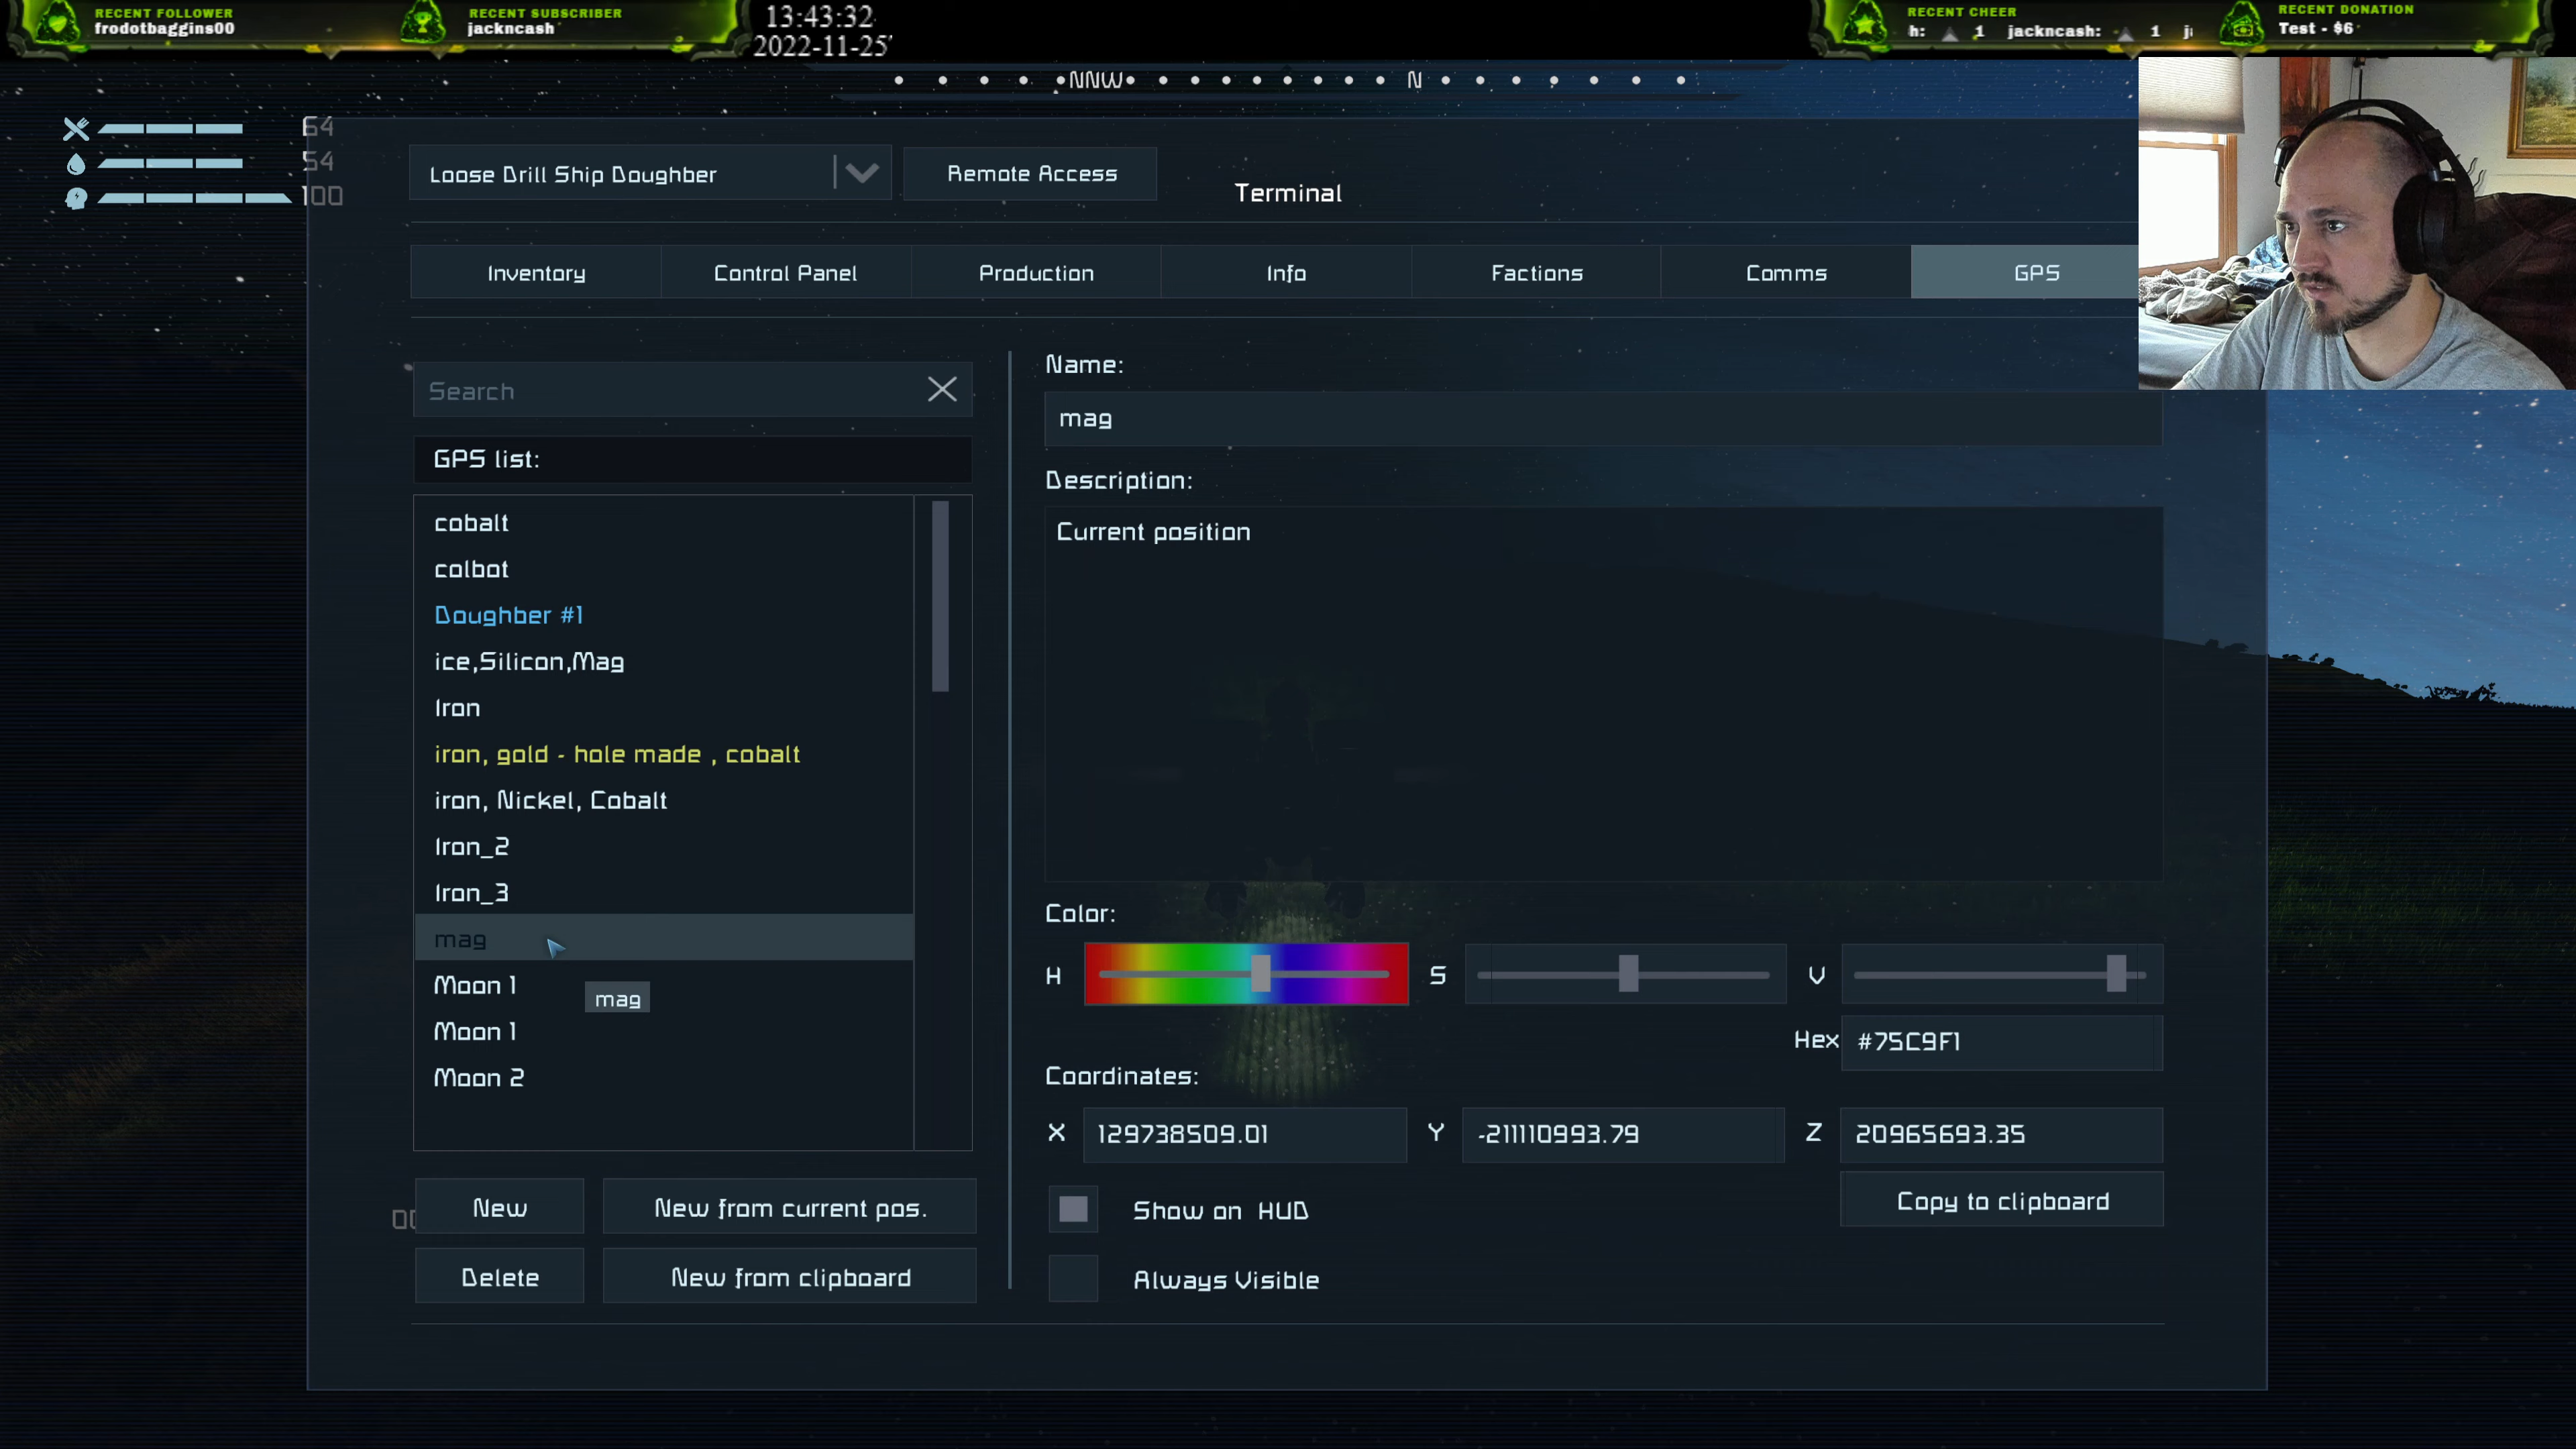 RECENT FOLLOWER
frodotbaggins00
RECENT SUBSCRIBER
jackncash
13:43:32
2022-11-25
RECENT CHEER
h: 1 jackncash: 1 j
RECENT DONATION
Test - $6
NNW N
64
54
100
Loose Drill Ship Doughber
Remote Access
Terminal
Inventory
Control Panel
Production
Info
Factions
Comms
GPS
Search
GPS list:
cobalt
colbot
Doughber #1
ice,Silicon,Mag
Iron
iron, gold - hole made , cobalt
iron, Nickel, Cobalt
Iron_2
Iron_3
mag
Moon 1
mag
Moon 1
Moon 2
New
New from current pos.
Delete
New from clipboard
Name:
mag
Description:
Current position
Color:
H
S
V
Hex #75C9F1
Coordinates:
X 129738509.01 Y -211110993.79 Z 20965693.35
Show on HUD
Copy to clipboard
Always Visible